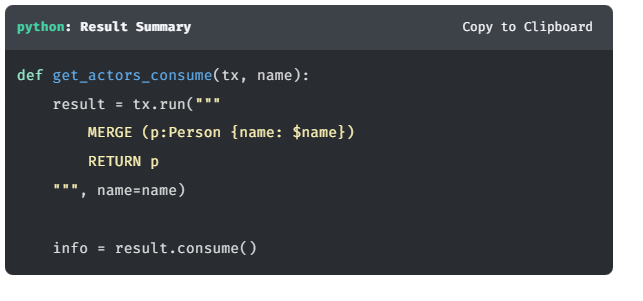 python: Result Summary Copy to Clipboard
def get_actors_consume(tx, name):
    result = tx.run("""
        MERGE (p:Person {name: $name})
        RETURN p
    """, name=name)

    info = result.consume()